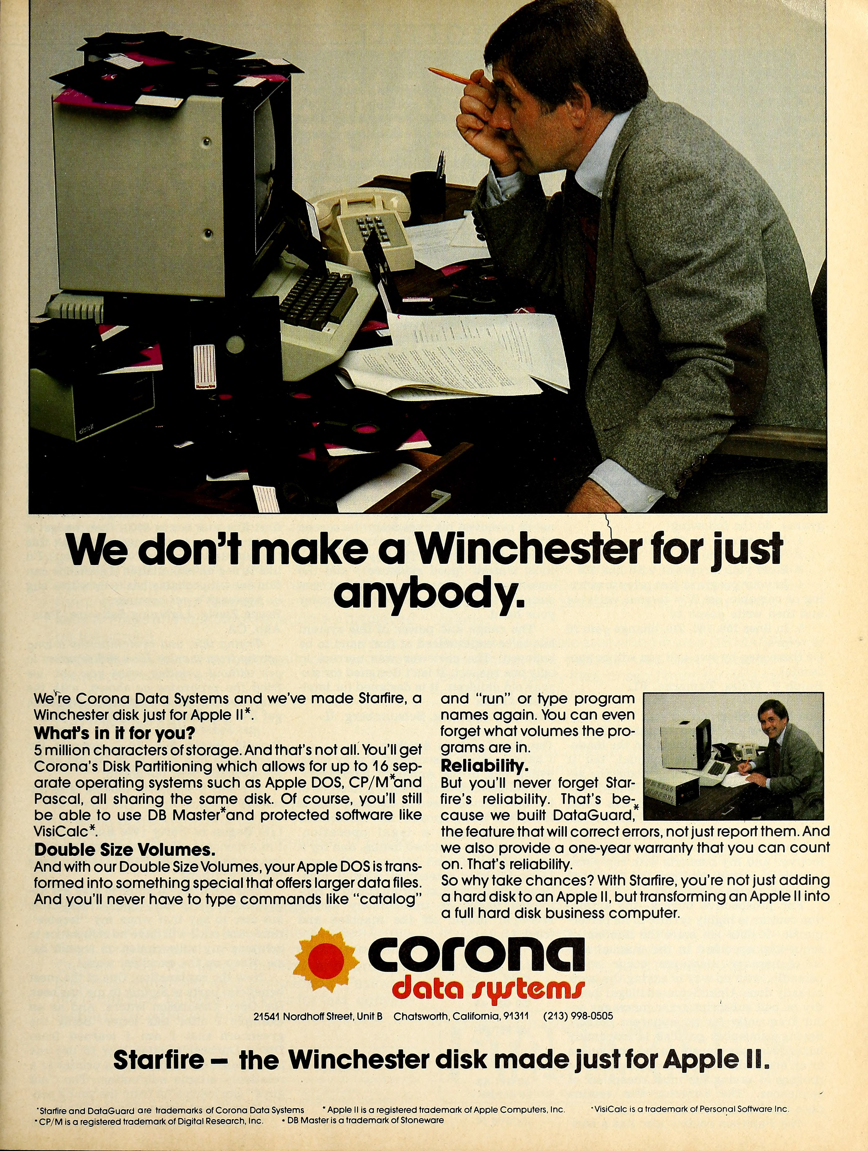 We don't make a Winchester for just
anybody.
We're Corona Data Systems and we've made Starfire, a
Winchester disk just for Apple II*.
What's in it for you?
5 million characters of storage. And that's not all. You'll get
Corona's Disk Partitioning which allows for up to 16 sep-
arate operating systems such as Apple DOS, CP/M*and
Pascal, all sharing the same disk. Of course, you'll still
be able to use DB Master*and protected software like
VisiCalc*.
Double Size Volumes.
And with our Double Size Volumes, your Apple DOS is trans-
formed into something special that offers larger data files.
And you'll never have to type commands like "catalog"
and "run" or type program
names again. You can even
forget what volumes the pro-
grams are in.
Reliability.
But you'll never forget Star-
fire's reliability. That's be-
cause we built DataGuard,*
the feature that will correct errors, not just report them. And
we also provide a one-year warranty that you can count
on. That's reliability.
So why take chances? With Starfire, you're not just adding
a hard disk to an Apple II, but transforming an Apple II into
a full hard disk business computer.
corona
data systems
21541 Nordhoff Street, Unit B Chatsworth, California, 91311 (213) 998-0505
Starfire – the Winchester disk made just for Apple II.
*Starfire and DataGuard are trademarks of Corona Data Systems *Apple II is a registered trademark of Apple Computers, Inc. *VisiCalc is a trademark of Personal Software Inc.
*CP/M is a registered trademark of Digital Research, Inc. • DB Master is a trademark of Stoneware